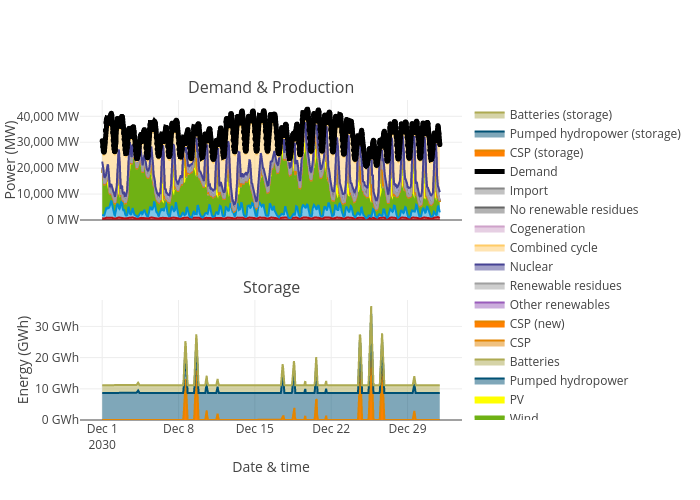 Demand & Production
Power (MW)
40,000 MW
30,000 MW
20,000 MW
10,000 MW
0 MW
Storage
Energy (GWh)
30 GWh
20 GWh
10 GWh
0 GWh
Dec 1
2030
Dec 8
Dec 15
Dec 22
Dec 29
Date & time
Batteries (storage)
Pumped hydropower (storage)
CSP (storage)
Demand
Import
No renewable residues
Cogeneration
Combined cycle
Nuclear
Renewable residues
Other renewables
CSP (new)
CSP
Batteries
Pumped hydropower
PV
Wind